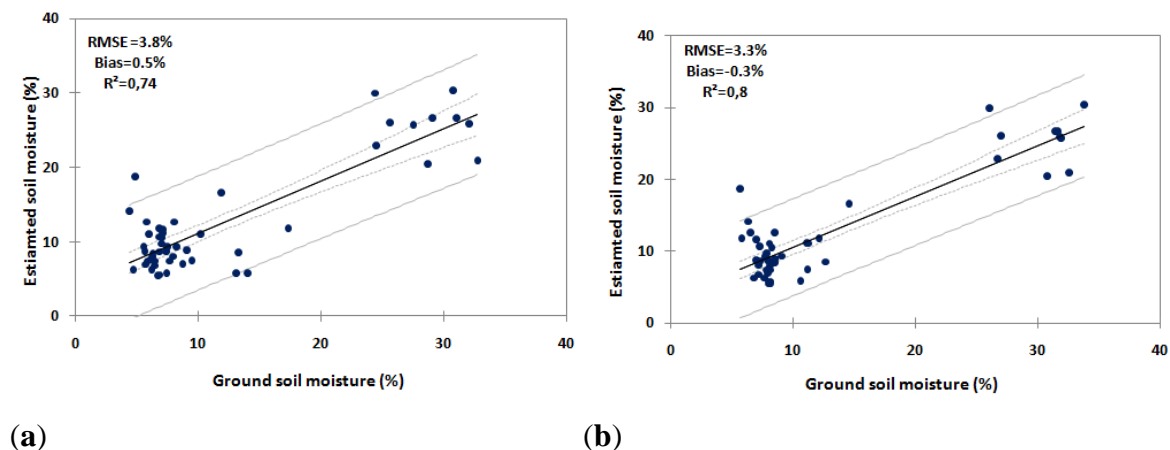 40
30
20
10
0
Estiamted soil moisture (%)
RMSE=3.8%
Bias=0.5%
R²=0,74
0 10 20 30 40
Ground soil moisture (%)
(a)
40
30
20
10
0
Estiamted soil moisture (%)
RMSE=3.3%
Bias=-0.3%
R²=0,8
0 10 20 30 40
Ground soil moisture (%)
(b)